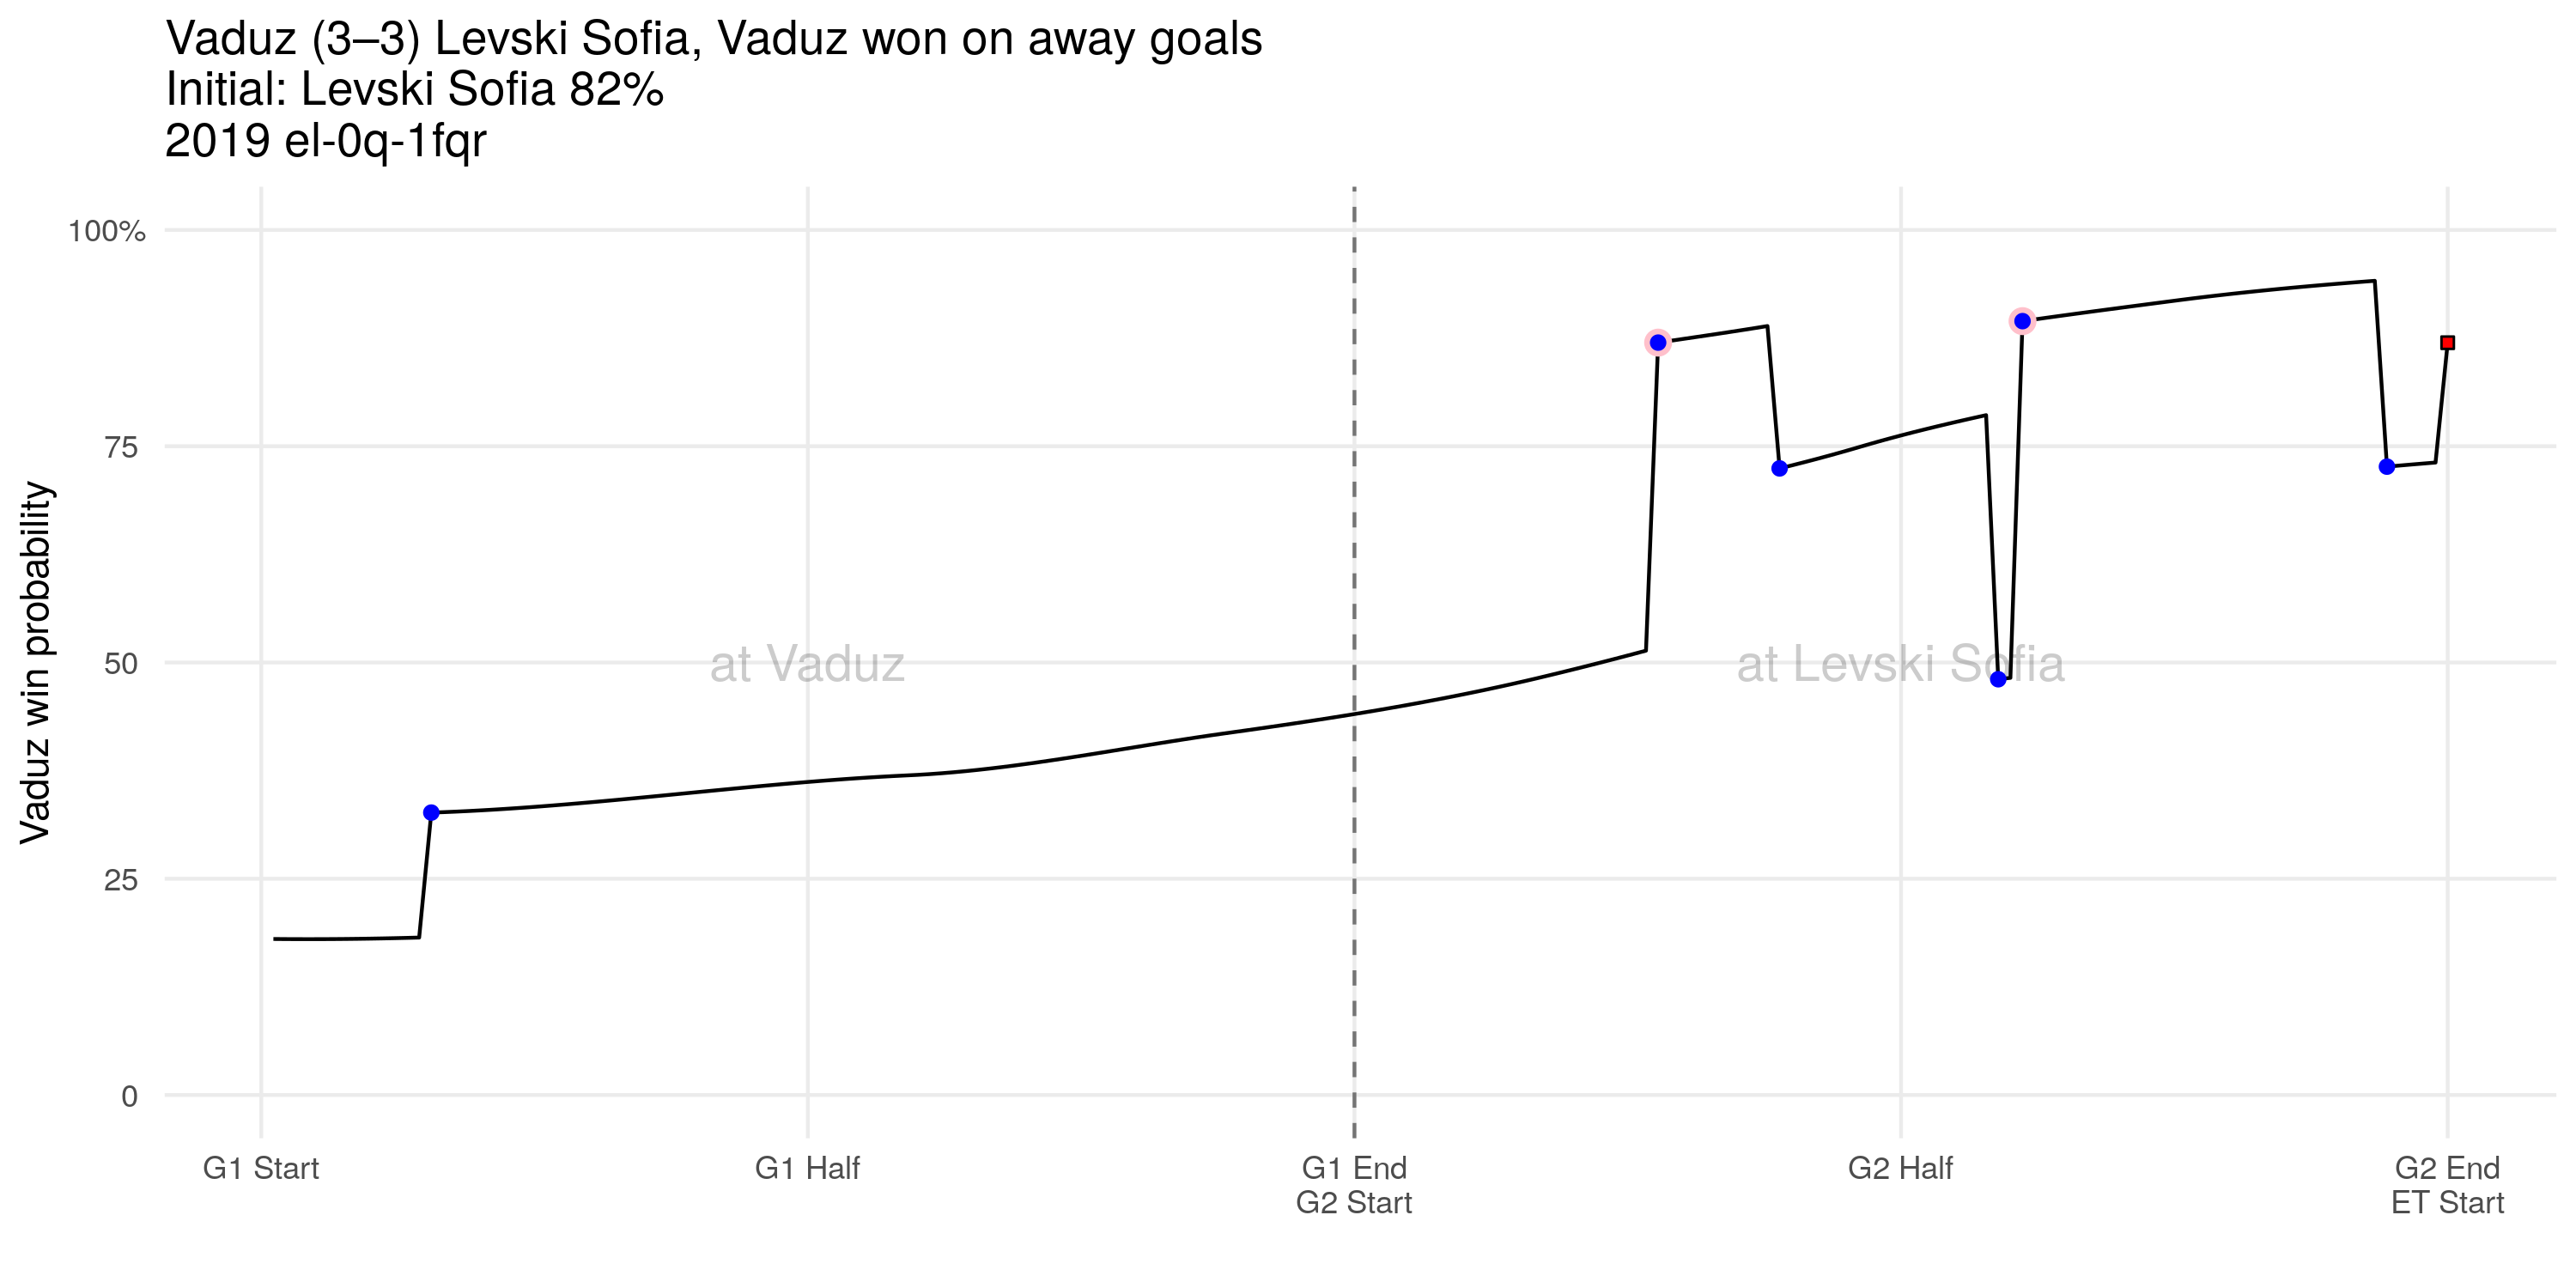 Vaduz (3–3) Levski Sofia, Vaduz won on away goals
Initial: Levski Sofia 82%
2019 el-0q-1fqr
Vaduz win probability
100%
75
50
25
0
at Vaduz
at Levski Sofia
G1 Start
G1 Half
G1 End
G2 Start
G2 Half
G2 End
ET Start